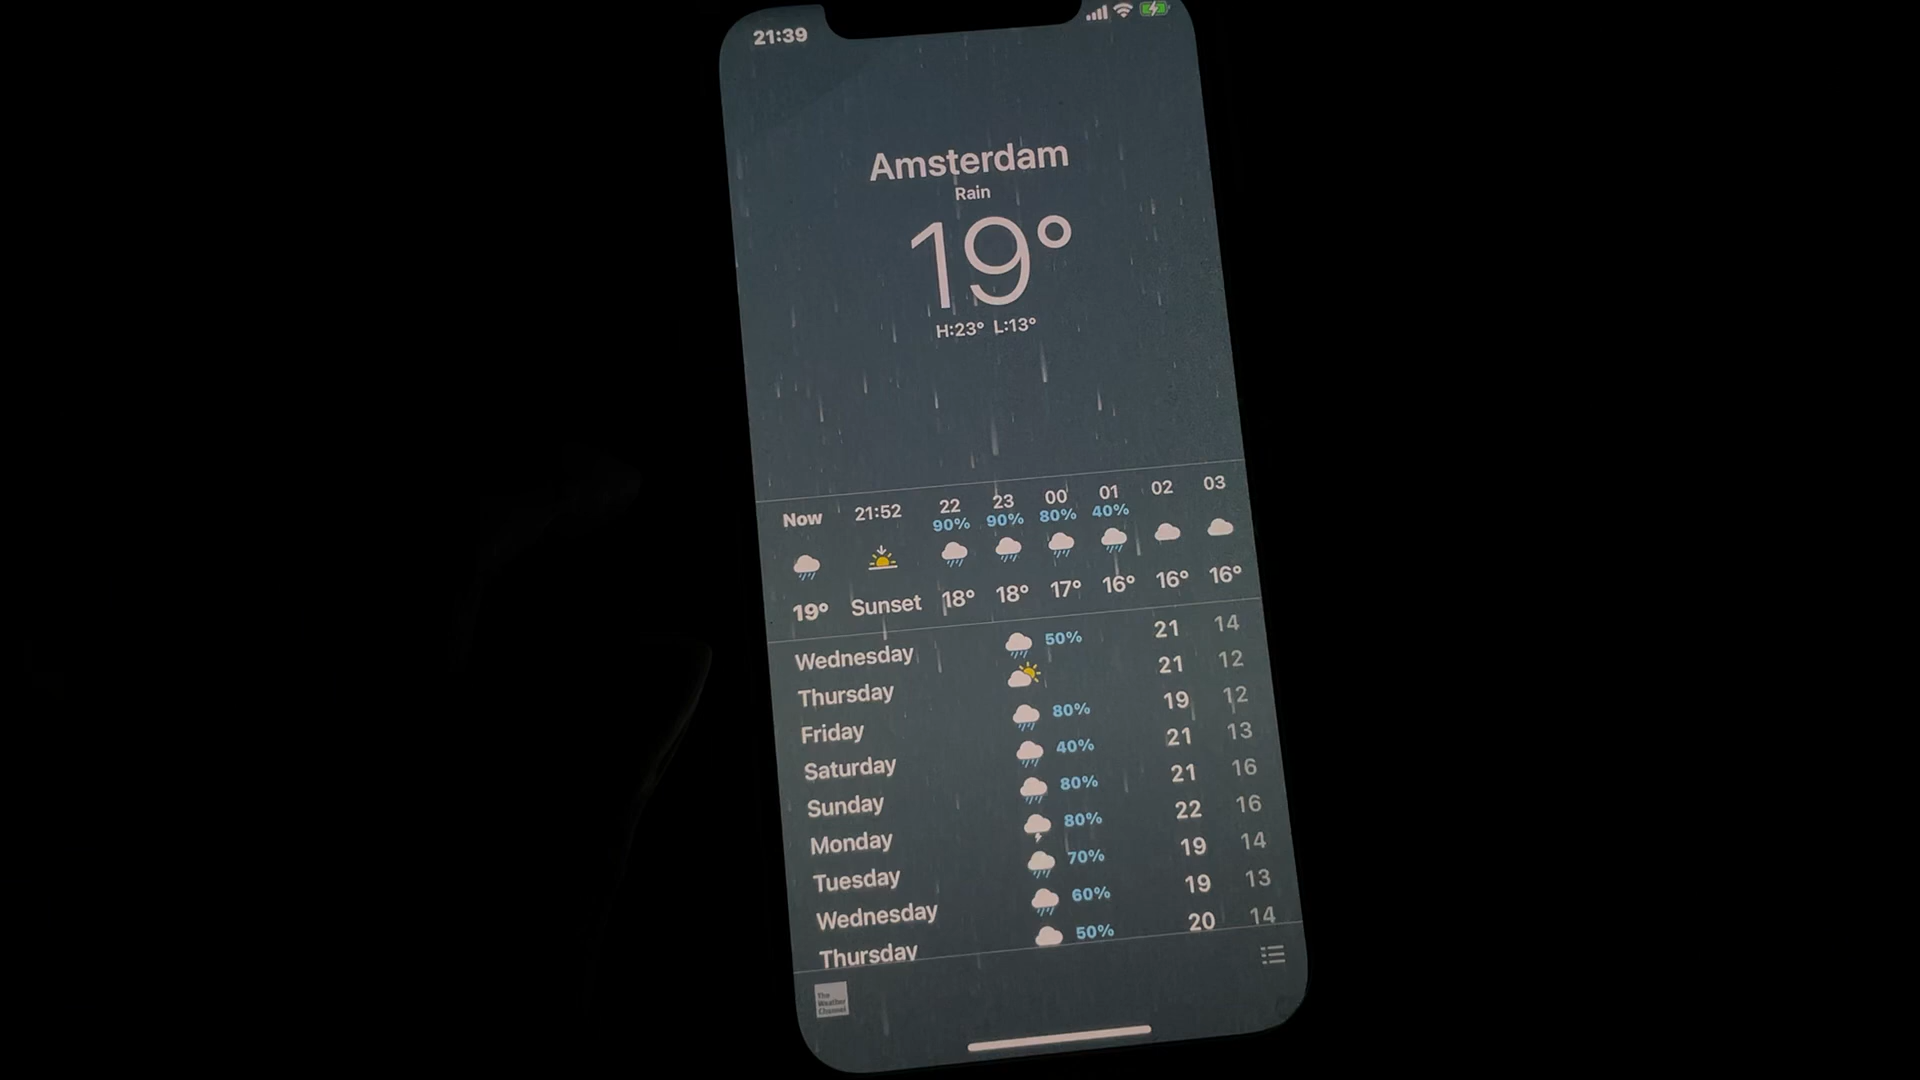 21:39
Amsterdam
Rain
19°
H:23° L:13°
Now 21:52 22 23 00 01 02 03
90% 90% 80% 40%
19° Sunset 18° 18° 17° 16° 16° 16°
Wednesday 50% 21 14
Thursday 21 12
Friday 80% 19 12
Saturday 40% 21 13
Sunday 80% 21 16
Monday 80% 22 16
Tuesday 70% 19 14
Wednesday 60% 19 13
Thursday 50% 20 14
The
Weather
Channel